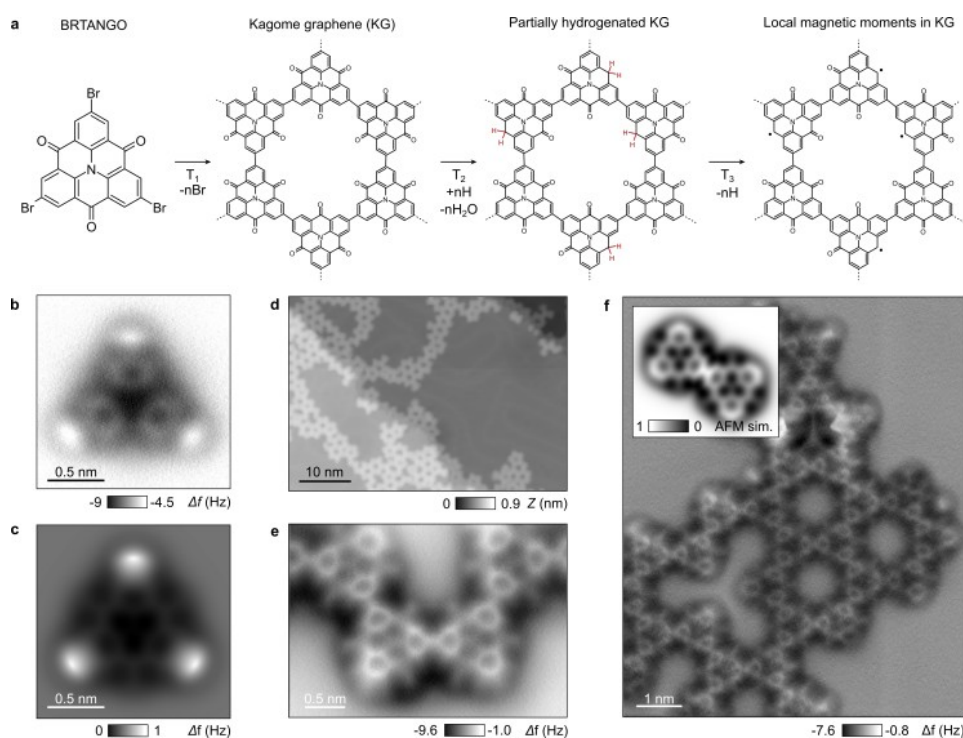 a
BRTANGO
Kagome graphene (KG)
Partially hydrogenated KG
Local magnetic moments in KG
Br
O
O
N
Br
Br
O
T₁
-nBr
T₂
+nH
-nH₂O
H
H
H
H
H
H
H
H
T₃
-nH
b
0.5 nm
-9 -4.5 Δf (Hz)
c
0.5 nm
0 1 Δf (Hz)
d
10 nm
0 0.9 Z (nm)
e
0.5 nm
-9.6 -1.0 Δf (Hz)
f
1 0 AFM sim.
1 nm
-7.6 -0.8 Δf (Hz)